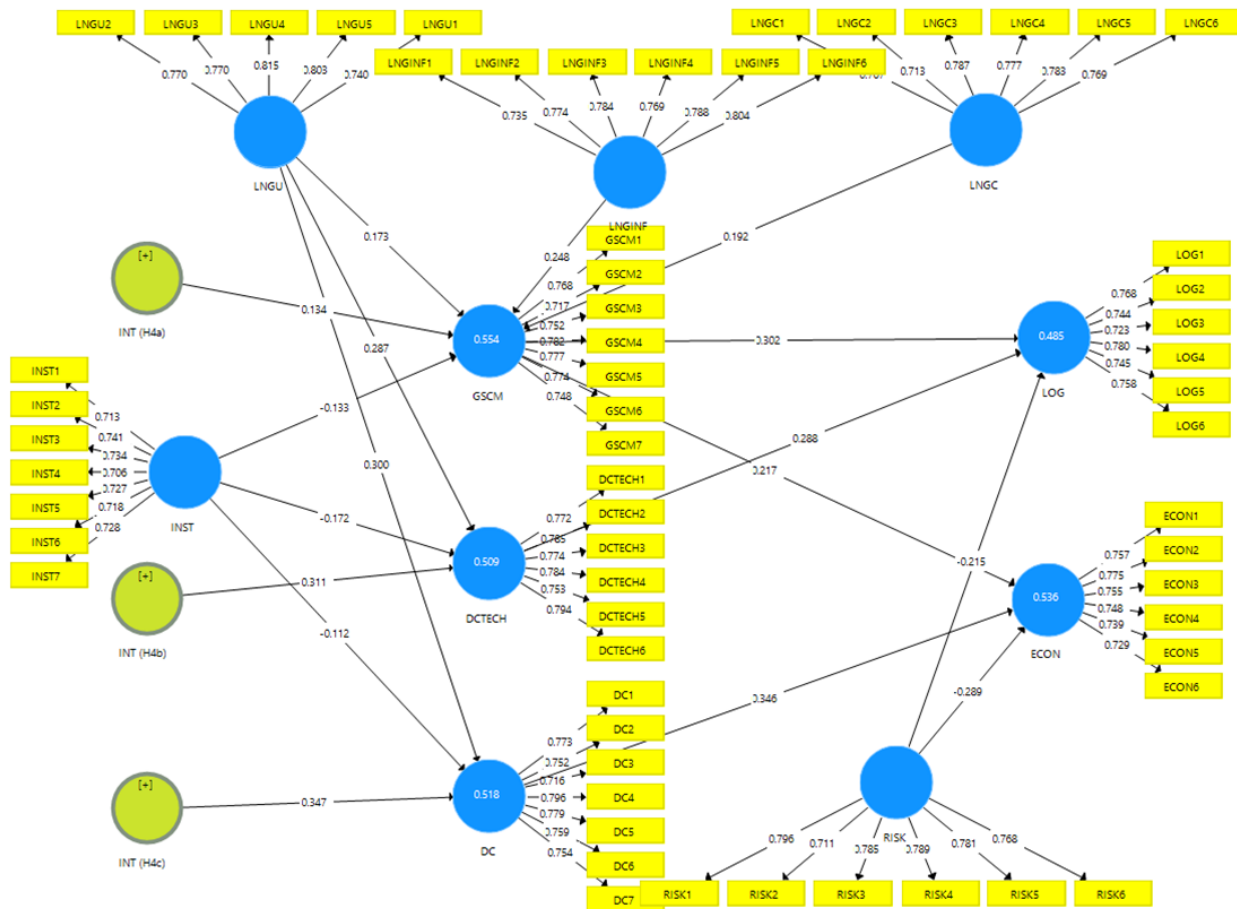 LNGU2 LNGU3 LNGU4 LNGU5 LNGU1
LNGC1 LNGC2 LNGC3 LNGC4 LNGC5 LNGC6
LNGINF1 LNGINF2 LNGINF3 LNGINF4 LNGINF5 LNGINF6
0.770 0.770 0.815 0.803 0.740
0.713 0.787 0.777 0.783 0.769
0.735 0.774 0.784 0.769 0.788 0.804
LNGU
LNGINF
LNGC
0.173
0.248
0.192
[+]
INT (H4a)
0.134
0.287
GSCM1
GSCM2
GSCM3
GSCM4
GSCM5
GSCM6
GSCM7
0.768
0.717
0.752
0.782
0.777
0.774
0.748
0.554
GSCM
0.302
LOG1
LOG2
LOG3
LOG4
LOG5
LOG6
0.768
0.744
0.723
0.780
0.745
0.758
0.485
LOG
INST1
INST2
INST3
INST4
INST5
INST6
INST7
0.713
0.741
0.734
0.706
0.727
0.718
0.728
INST
-0.133
0.300
-0.172
-0.112
0.288
0.217
-0.215
[+]
INT (H4b)
0.311
DCTECH1
DCTECH2
DCTECH3
DCTECH4
DCTECH5
DCTECH6
0.772
0.785
0.774
0.784
0.753
0.794
0.509
DCTECH
ECON1
ECON2
ECON3
ECON4
ECON5
ECON6
0.757
0.775
0.755
0.748
0.739
0.729
0.536
ECON
0.346
-0.289
[+]
INT (H4c)
0.347
DC1
DC2
DC3
DC4
DC5
DC6
DC7
0.773
0.752
0.716
0.796
0.779
0.759
0.754
0.518
DC
RISK
0.796 0.711 0.785 0.789 0.781 0.768
RISK1 RISK2 RISK3 RISK4 RISK5 RISK6